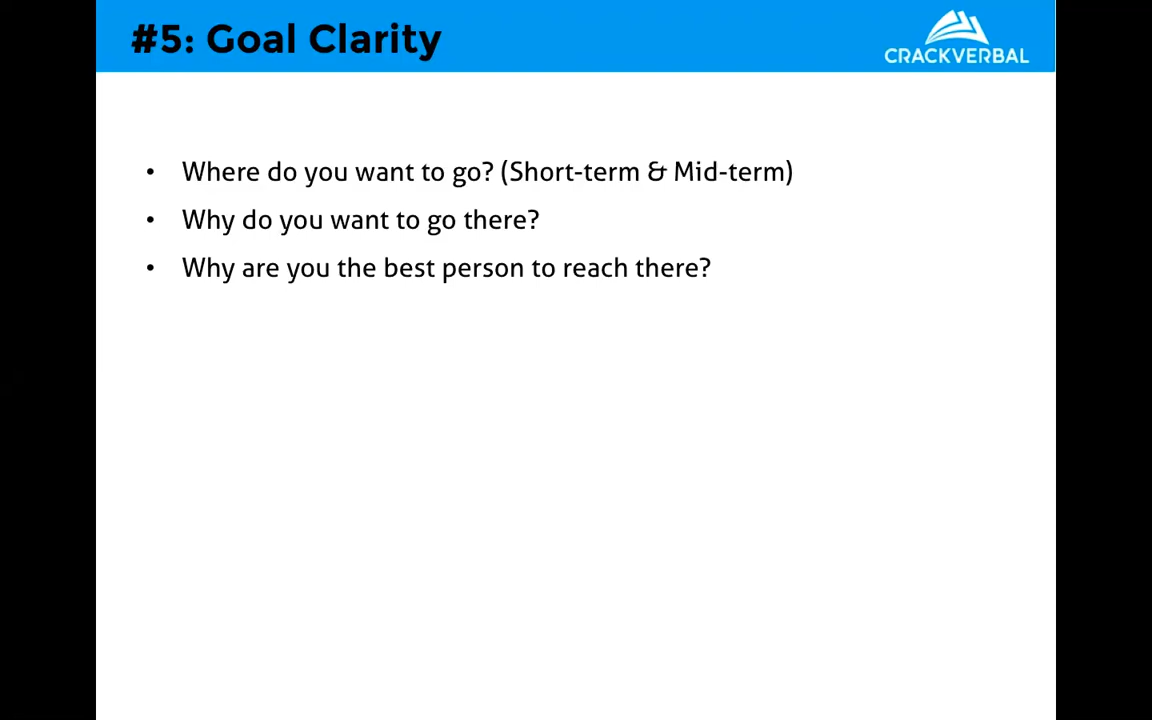 #5: Goal Clarity
CRACKVERBAL
• Where do you want to go? (Short-term & Mid-term)
• Why do you want to go there?
• Why are you the best person to reach there?